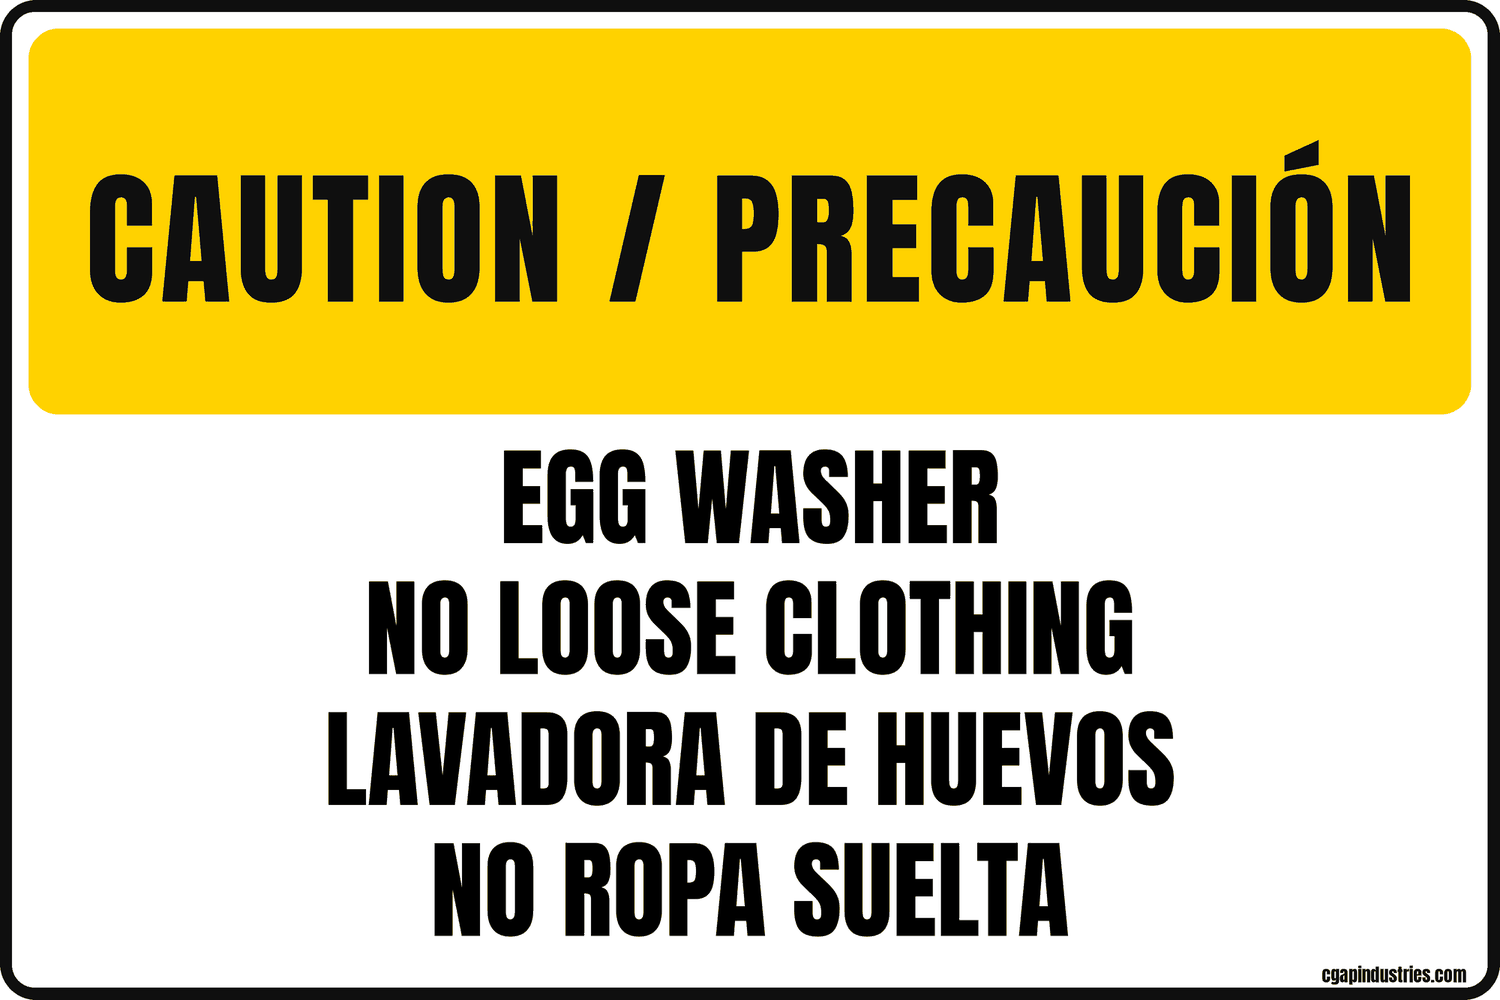 CAUTION / PRECAUCIÓN
EGG WASHER
NO LOOSE CLOTHING
LAVADORA DE HUEVOS
NO ROPA SUELTA
cgapindustries.com